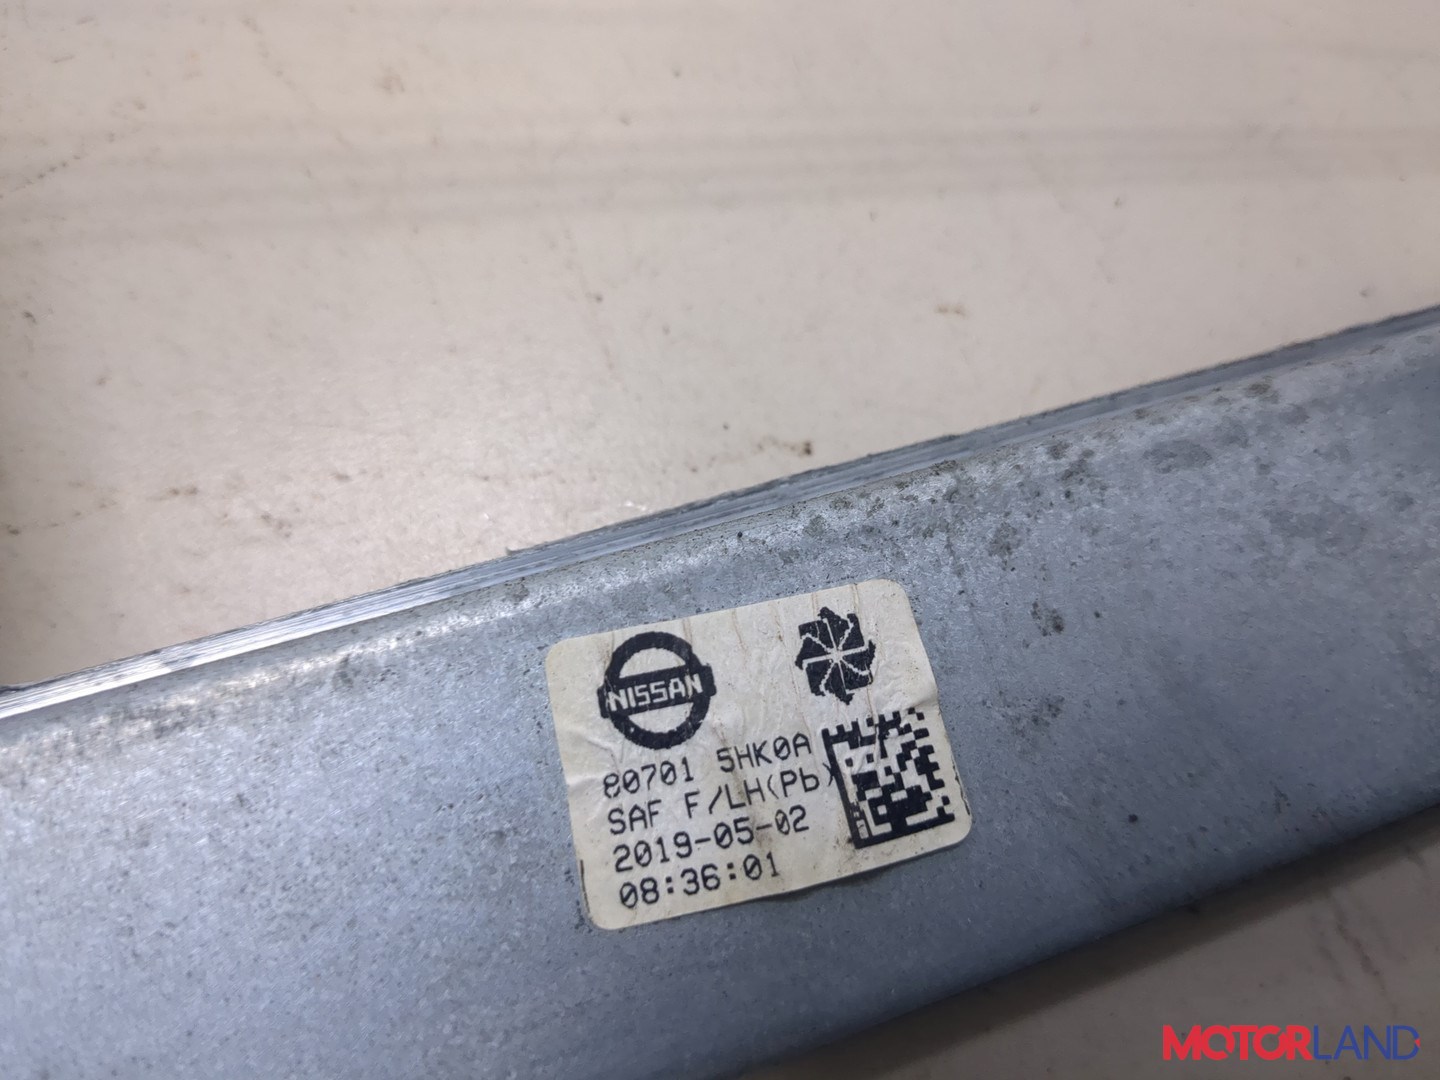 NISSAN
80701 5HK0A
SAF F/LH(Pb)
2019-05-02
08:36:01
MOTORLAND